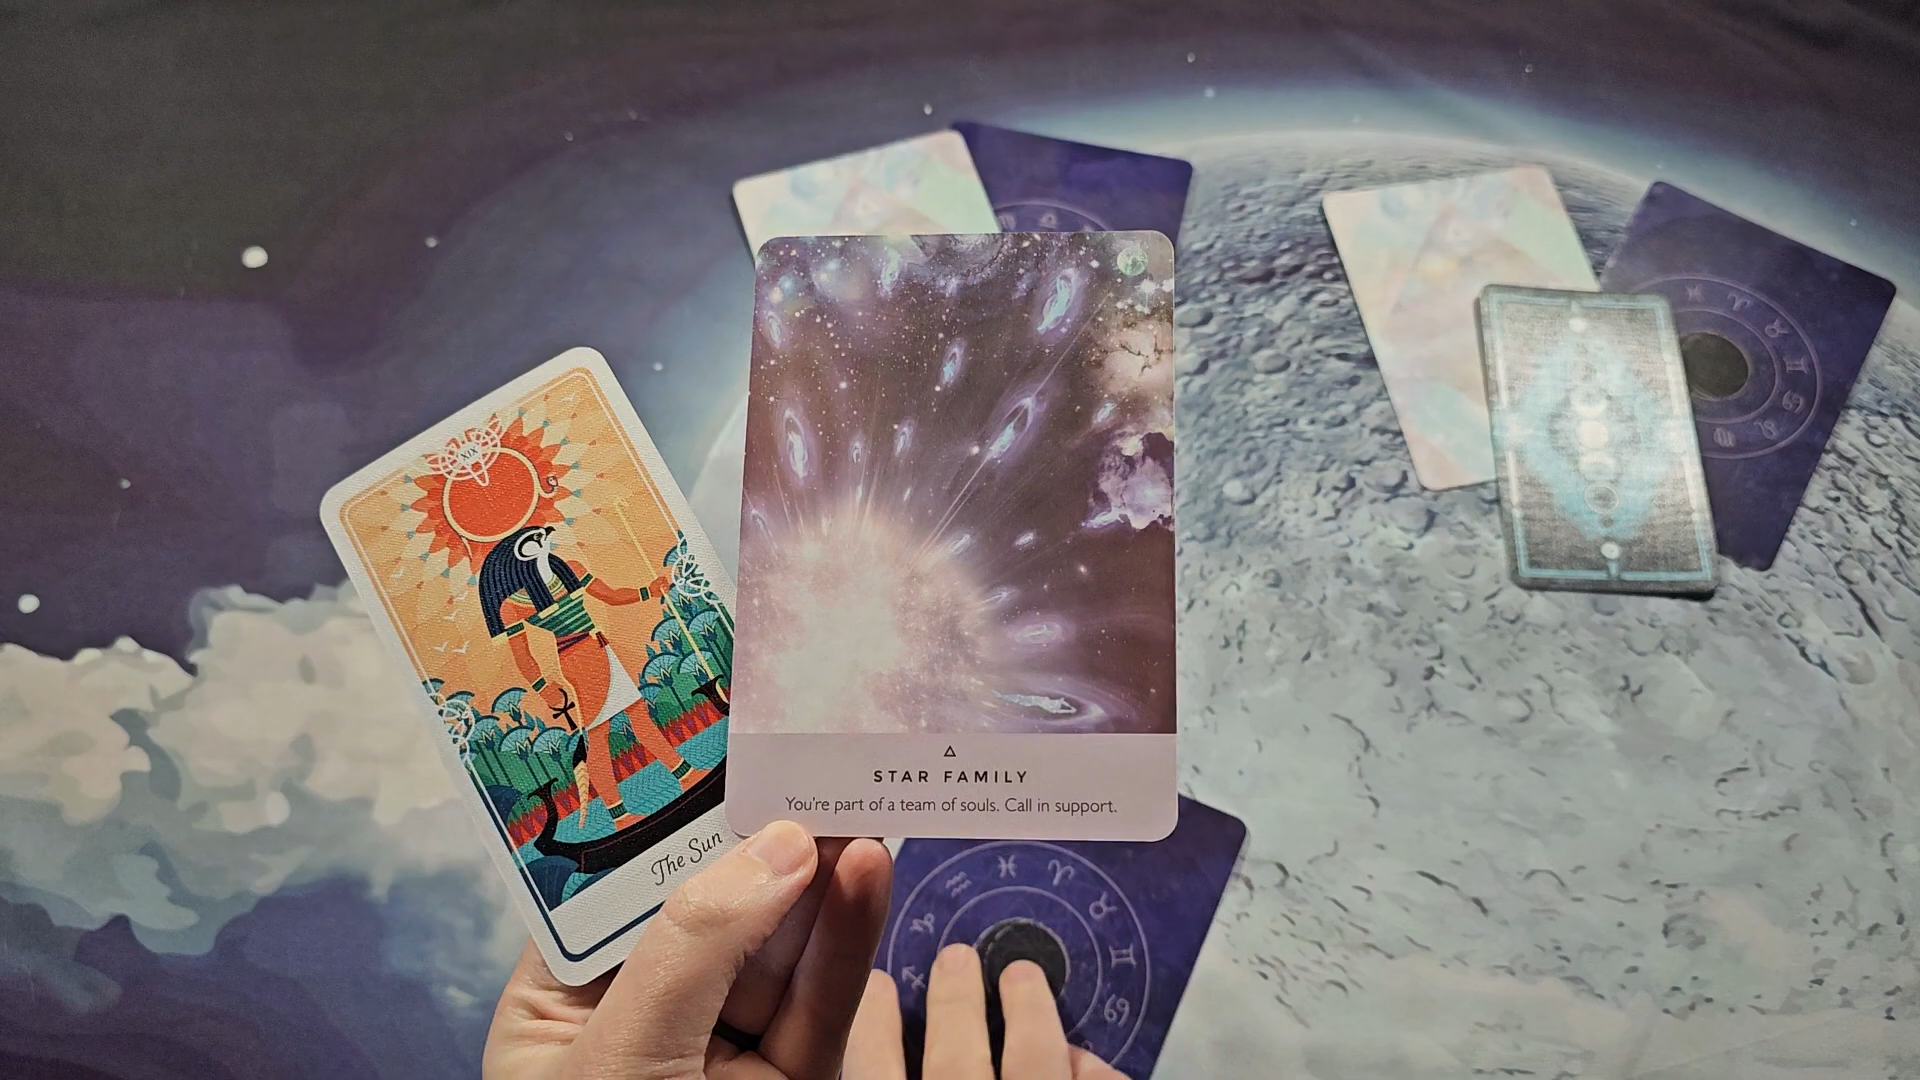 XIX
The Sun
STAR FAMILY
You're part of a team of souls. Call in support.